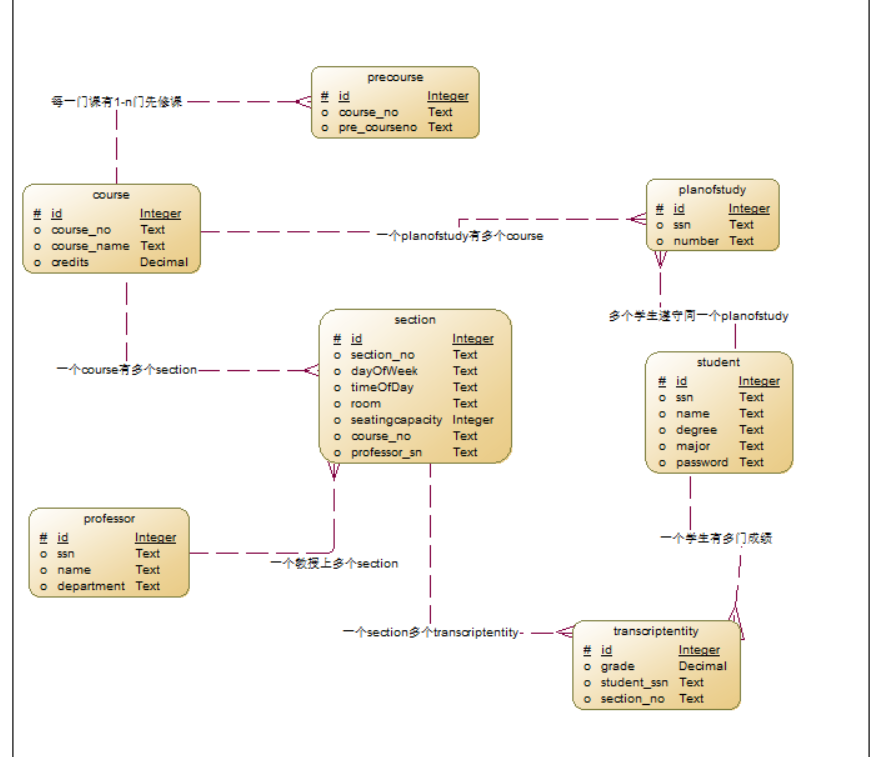 precourse
# id Integer
o course_no Text
o pre_courseno Text
每一门课有1-n门先修课
course
# id Integer
o course_no Text
o course_name Text
o credits Decimal
planofstudy
# id Integer
o ssn Text
o number Text
一个planofstudy有多个course
多个学生遵守同一个planofstudy
section
# id Integer
o section_no Text
o dayOfWeek Text
o timeOfDay Text
o room Text
o seatingcapacity Integer
o course_no Text
o professor_sn Text
一个course有多个section
student
# id Integer
o ssn Text
o name Text
o degree Text
o major Text
o password Text
professor
# id Integer
o ssn Text
o name Text
o department Text
一个教授上多个section
一个学生有多门成绩
一个section多个transcriptentity
transcriptentity
# id Integer
o grade Decimal
o student_ssn Text
o section_no Text